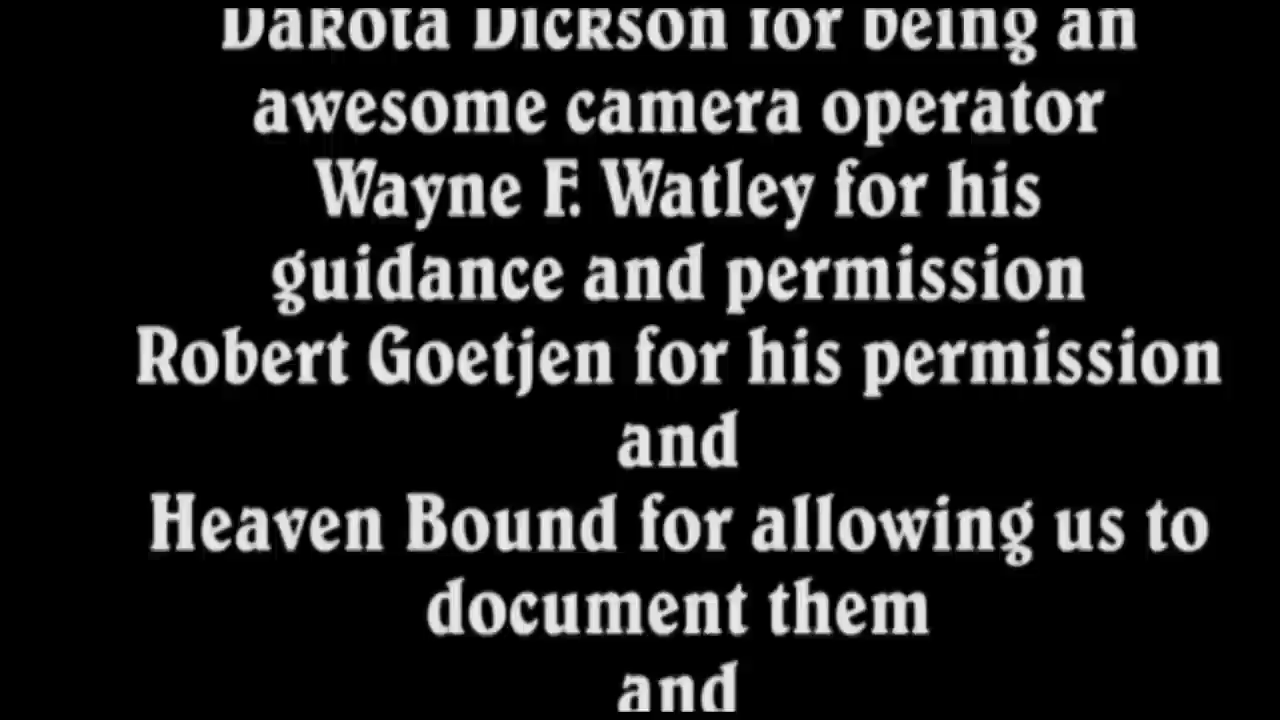 Dakota Dickson for being an
awesome camera operator
Wayne F. Watley for his
guidance and permission
Robert Goetjen for his permission
and
Heaven Bound for allowing us to
document them
and